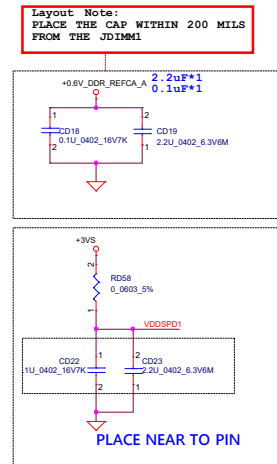 Layout Note:
PLACE THE CAP WITHIN 200 MILS
FROM THE JDIMM1
+0.6V_DDR_REFCA_A
2.2uF*1
0.1uF*1
1
2
CD18
CD19
0.1U_0402_16V7K
2.2U_0402_6.3V6M
2
1
+3VS
2
RD58
0_0603_5%
1
VDDSPD1
1
2
CD22
CD23
1U_0402_16V7K
2.2U_0402_6.3V6M
2
1
PLACE NEAR TO PIN